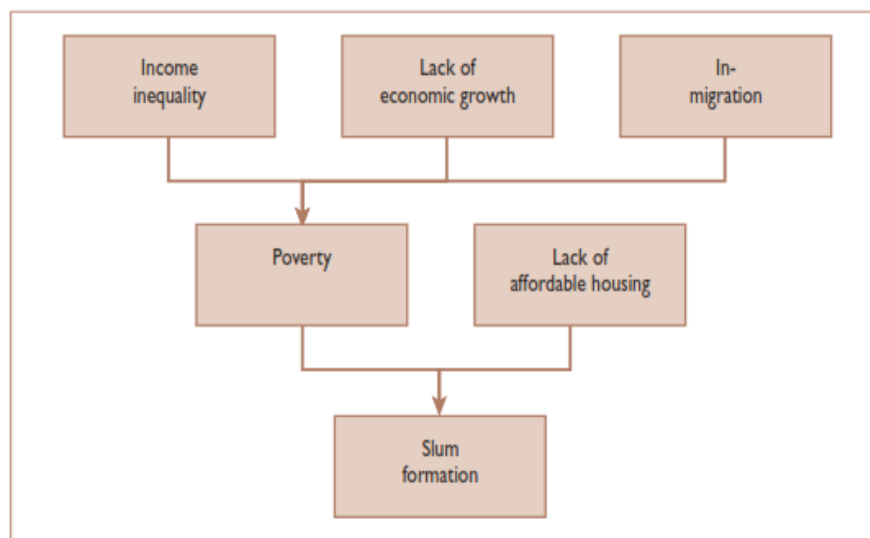 Income
inequality
Lack of
economic growth
In-
migration
Poverty
Lack of
affordable housing
Slum
formation